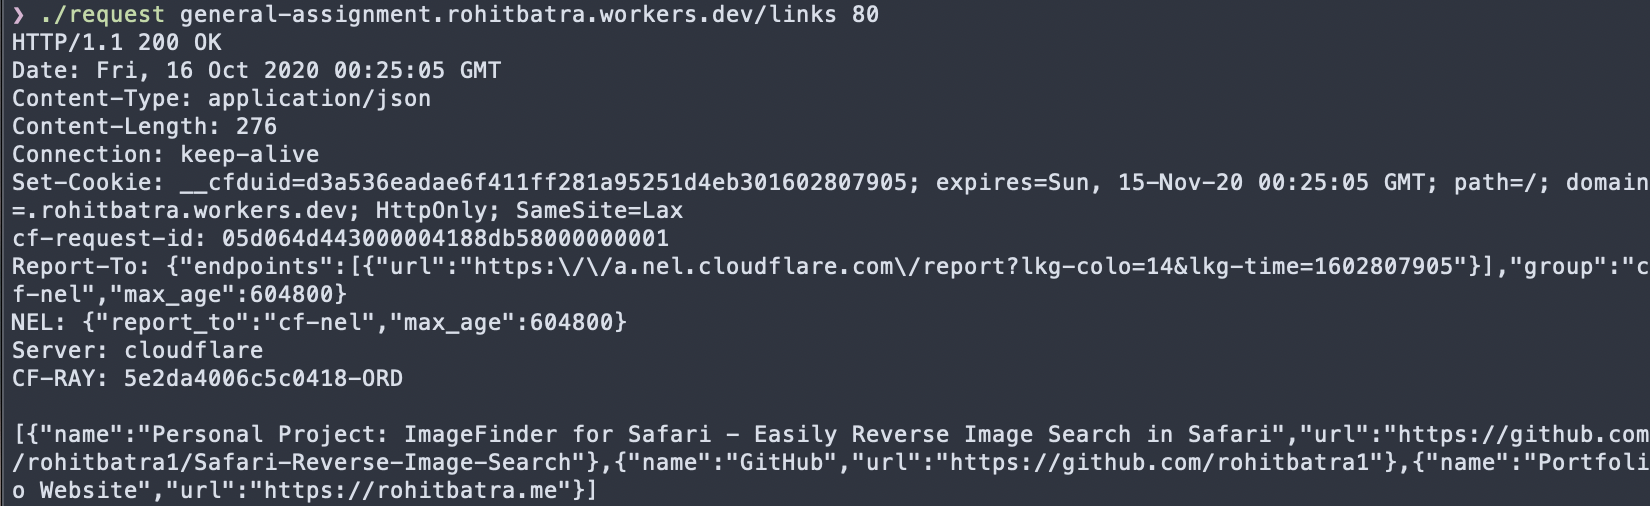 ❯ ./request general-assignment.rohitbatra.workers.dev/links 80
HTTP/1.1 200 OK
Date: Fri, 16 Oct 2020 00:25:05 GMT
Content-Type: application/json
Content-Length: 276
Connection: keep-alive
Set-Cookie: __cfduid=d3a536eadae6f411ff281a95251d4eb301602807905; expires=Sun, 15-Nov-20 00:25:05 GMT; path=/; domain
=.rohitbatra.workers.dev; HttpOnly; SameSite=Lax
cf-request-id: 05d064d443000004188db58000000001
Report-To: {"endpoints":[{"url":"https:\/\/a.nel.cloudflare.com\/report?lkg-colo=14&lkg-time=1602807905"}],"group":"c
f-nel","max_age":604800}
NEL: {"report_to":"cf-nel","max_age":604800}
Server: cloudflare
CF-RAY: 5e2da4006c5c0418-ORD

[{"name":"Personal Project: ImageFinder for Safari - Easily Reverse Image Search in Safari","url":"https://github.com
/rohitbatra1/Safari-Reverse-Image-Search"},{"name":"GitHub","url":"https://github.com/rohitbatra1"},{"name":"Portfoli
o Website","url":"https://rohitbatra.me"}]